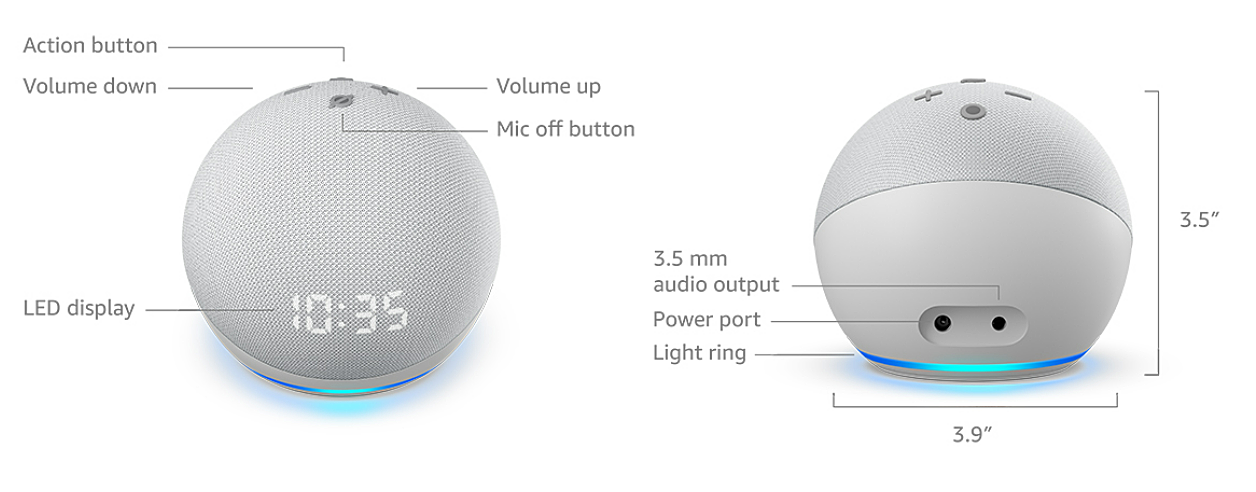 Action button
Volume down
Volume up
Mic off button
LED display
10:35
3.5 mm
audio output
Power port
Light ring
3.5"
3.9"